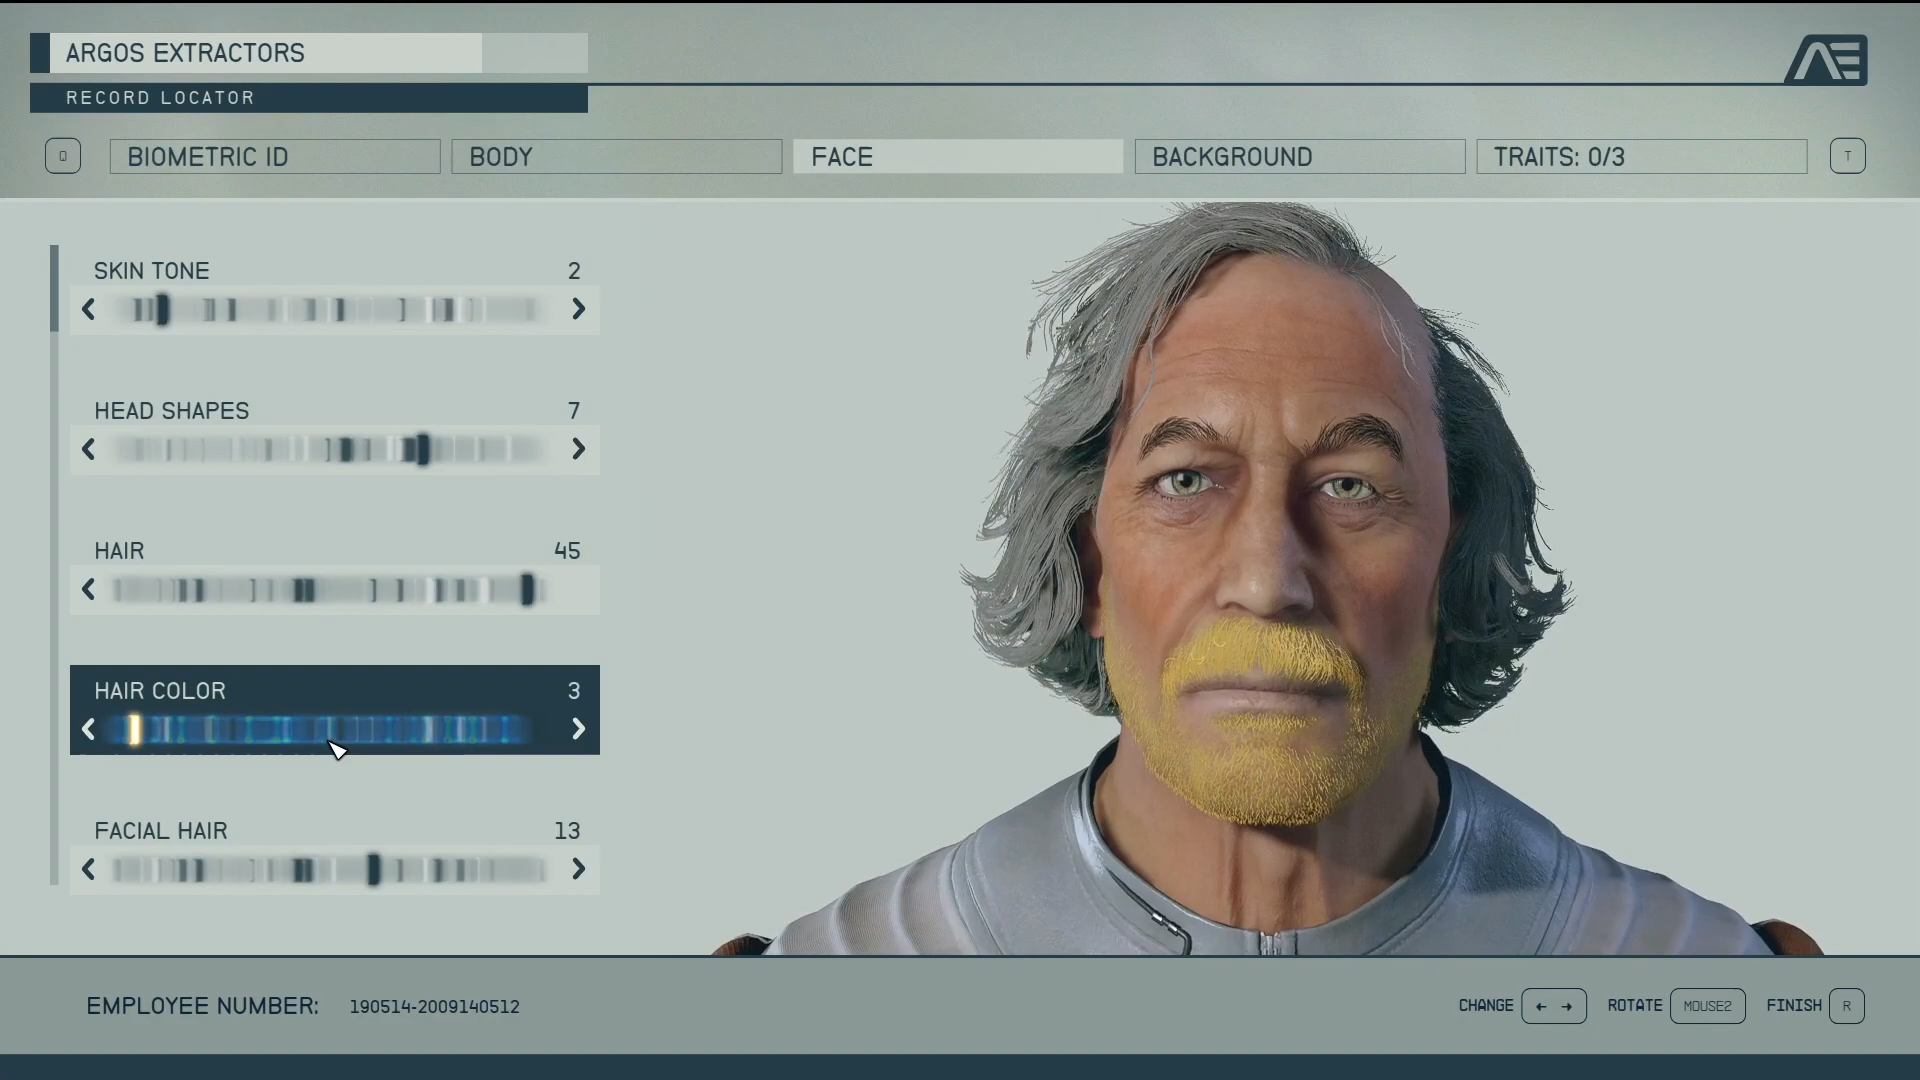 ARGOS EXTRACTORS
AE
RECORD LOCATOR
Q BIOMETRIC ID BODY FACE BACKGROUND TRAITS: 0/3 T
SKIN TONE 2
HEAD SHAPES 7
HAIR 45
HAIR COLOR 3
FACIAL HAIR 13
EMPLOYEE NUMBER: 190514-2009140512
CHANGE ← → ROTATE MOUSE2 FINISH R